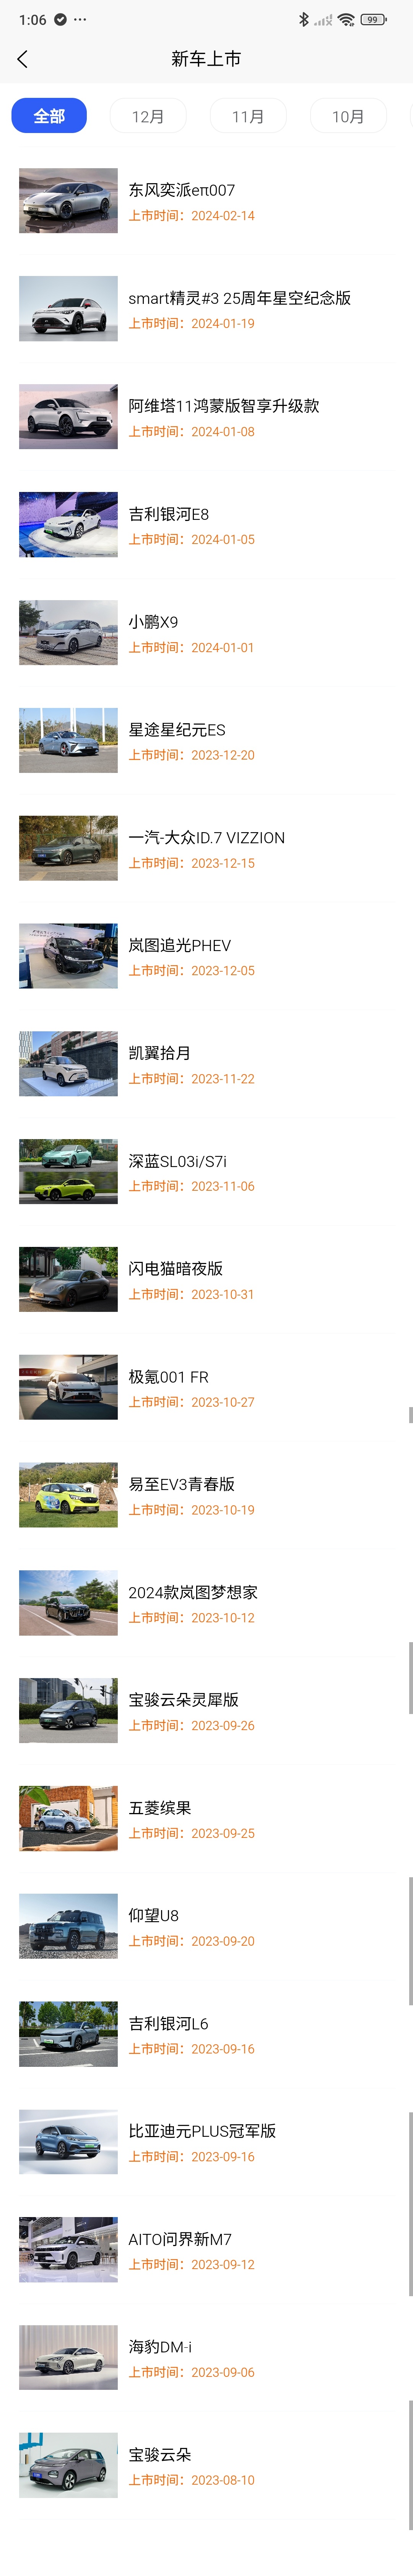 1:06
99
新车上市
全部
12月
11月
10月
东风奕派eπ007
上市时间：2024-02-14
smart精灵#3 25周年星空纪念版
上市时间：2024-01-19
阿维塔11鸿蒙版智享升级款
上市时间：2024-01-08
吉利银河E8
上市时间：2024-01-05
小鹏X9
上市时间：2024-01-01
星途星纪元ES
上市时间：2023-12-20
一汽-大众ID.7 VIZZION
上市时间：2023-12-15
岚图追光PHEV
上市时间：2023-12-05
凯翼拾月
上市时间：2023-11-22
深蓝SL03i/S7i
上市时间：2023-11-06
闪电猫暗夜版
上市时间：2023-10-31
极氪001 FR
上市时间：2023-10-27
易至EV3青春版
上市时间：2023-10-19
2024款岚图梦想家
上市时间：2023-10-12
宝骏云朵灵犀版
上市时间：2023-09-26
五菱缤果
上市时间：2023-09-25
仰望U8
上市时间：2023-09-20
吉利银河L6
上市时间：2023-09-16
比亚迪元PLUS冠军版
上市时间：2023-09-16
AITO问界新M7
上市时间：2023-09-12
海豹DM-i
上市时间：2023-09-06
宝骏云朵
上市时间：2023-08-10